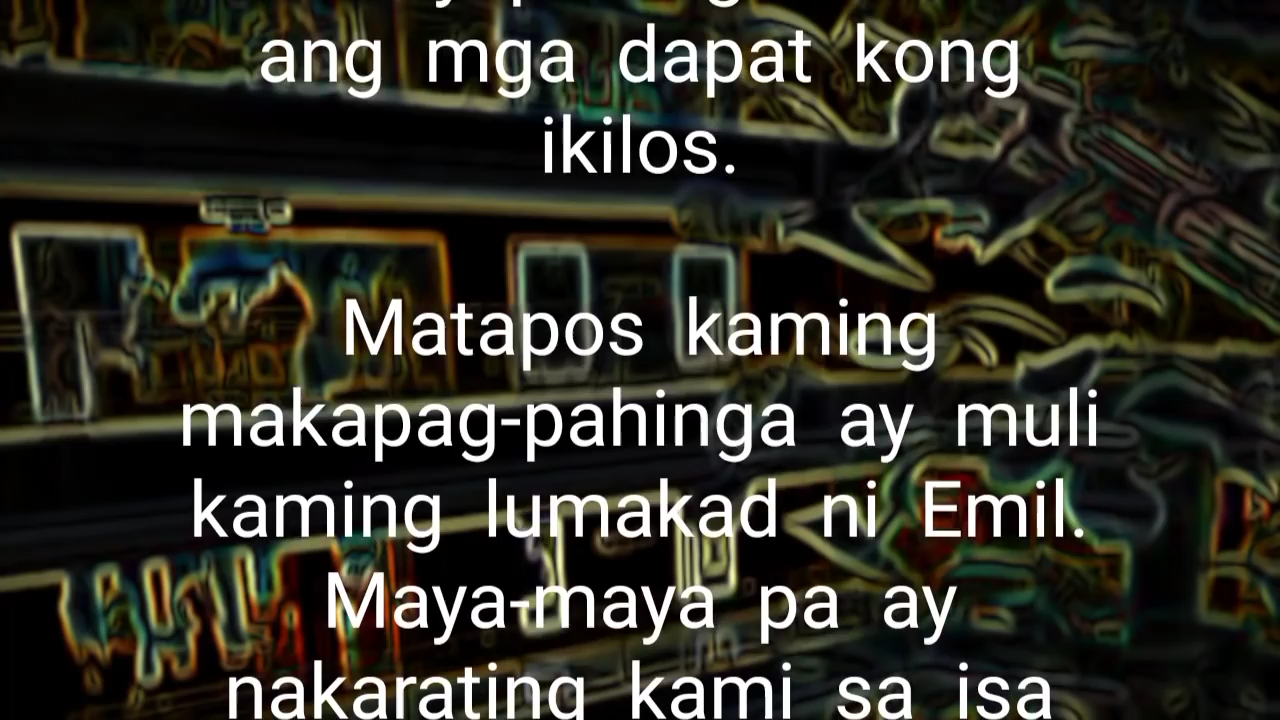 ang mga dapat kong
ikilos.
Matapos kaming
makapag-pahinga ay muli
kaming lumakad ni Emil.
Maya-maya pa ay
nakarating kami sa isa